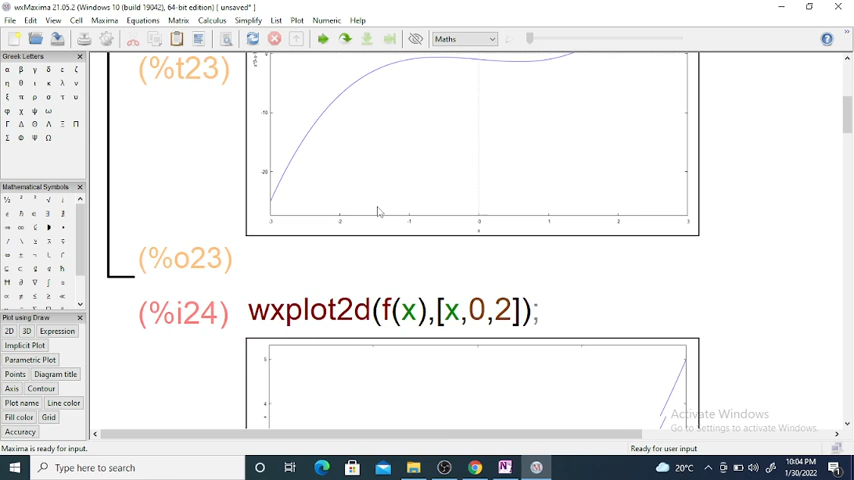 wxMaxima 21.05.2 (Windows 10 (build 19042), 64-bit edition) [ unsaved* ]
File Edit View Cell Maxima Equations Matrix Calculus Simplify List Plot Numeric Help
Maths
Greek Letters
α β γ δ ε ζ
η θ ι κ λ ν
ξ π ρ σ τ υ
φ χ ψ ω
Γ Δ Θ Λ Ξ Π
Σ Φ Ψ Ω
Mathematical Symbols
Plot using Draw
2D 3D Expression
Implicit Plot
Parametric Plot
Points Diagram title
Axis Contour
Plot name Line color
Fill color Grid
Accuracy
(%t23)
0
-10
-20
-3 -2 -1 0 1 2 3
x
(%o23)
(%i24) wxplot2d(f(x),[x,0,2]);
5
4
Activate Windows
Go to Settings to activate Windows.
Maxima is ready for input. Ready for user input
Type here to search
20°C
10:04 PM
1/30/2022